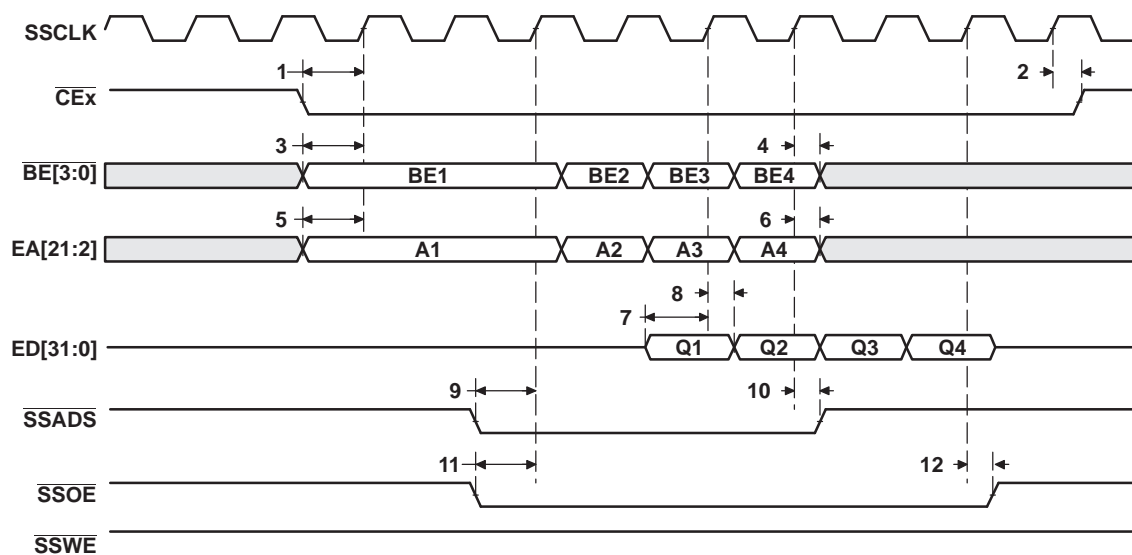 SSCLK
1
2
CEx
3
4
BE[3:0]
BE1 BE2 BE3 BE4
5
6
EA[21:2]
A1 A2 A3 A4
8
7
ED[31:0]
Q1 Q2 Q3 Q4
9
10
SSADS
11
12
SSOE
SSWE